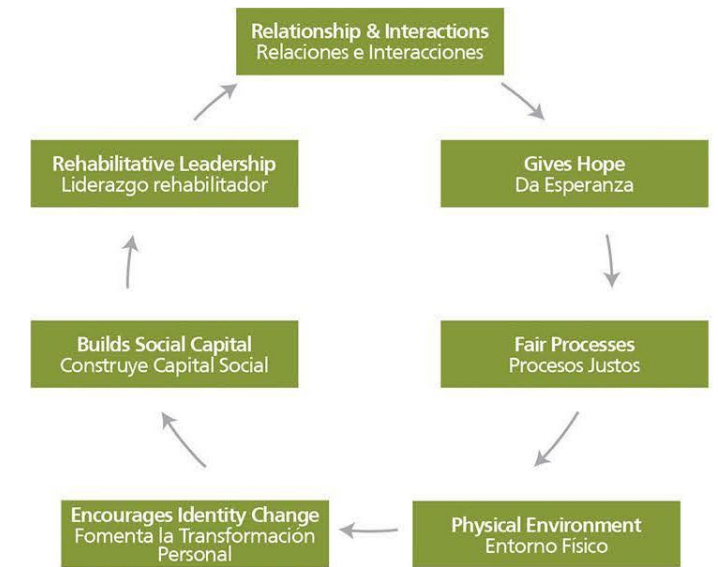 Relationship & Interactions
Relaciones e Interacciones
Rehabilitative Leadership
Liderazgo rehabilitador
Gives Hope
Da Esperanza
Builds Social Capital
Construye Capital Social
Fair Processes
Procesos Justos
Encourages Identity Change
Fomenta la Transformación
Personal
Physical Environment
Entorno Físico